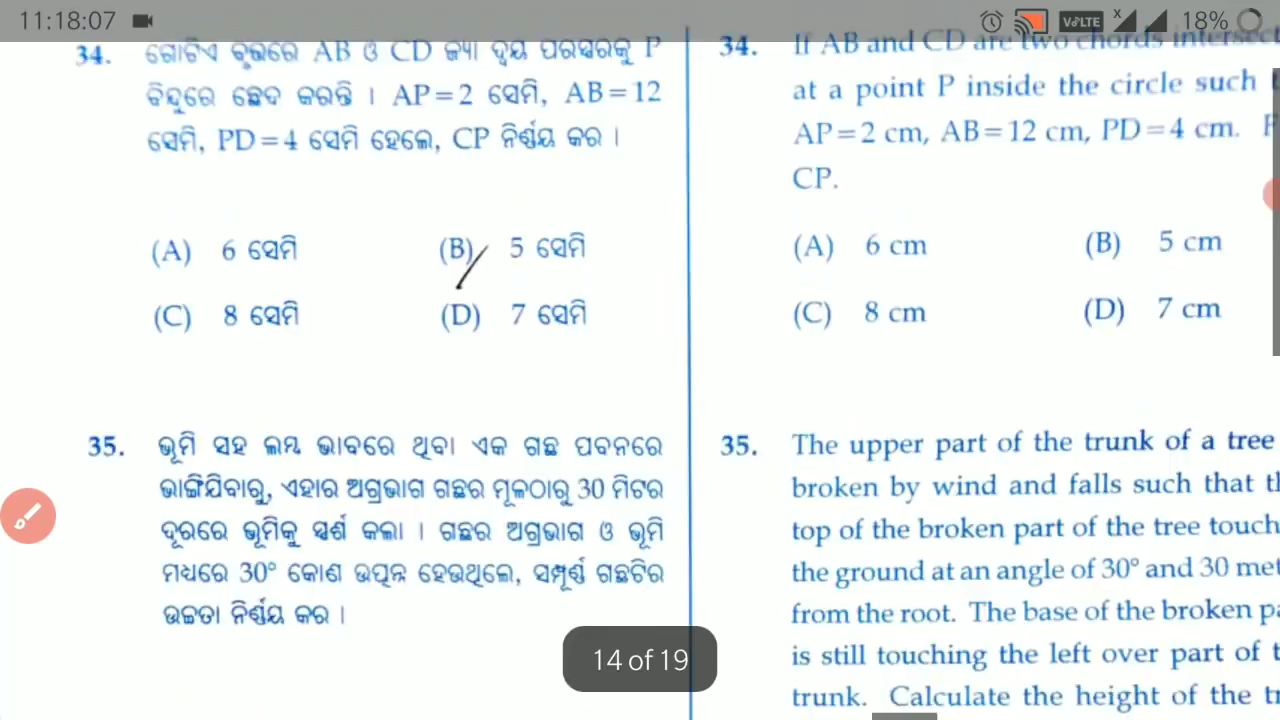 11:18:07
VoLTE
x
18%
34. ଗୋଟିଏ ବୃତ୍ତରେ AB ଓ CD ଜ୍ୟା ଦ୍ବୟ ପରସ୍ପରକୁ P
ବିନ୍ଦୁରେ ଛେଦ କରନ୍ତି । AP=2 ସେମି, AB=12
ସେମି, PD=4 ସେମି ହେଲେ, CP ନିର୍ଣ୍ଣୟ କର ।
(A) 6 ସେମି (B) 5 ସେମି
(C) 8 ସେମି (D) 7 ସେମି
35. ଭୂମି ସହ ଲମ୍ବ ଭାବରେ ଥିବା ଏକ ଗଛ ପବନରେ
ଭାଙ୍ଗିଯିବାରୁ, ଏହାର ଅଗ୍ରଭାଗ ଗଛର ମୂଳଠାରୁ 30 ମିଟର
ଦୂରରେ ଭୂମିକୁ ସ୍ପର୍ଶ କଲା । ଗଛର ଅଗ୍ରଭାଗ ଓ ଭୂମି
ମଧ୍ୟରେ 30° କୋଣ ଉତ୍ପନ୍ନ ହେଉଥିଲେ, ସମ୍ପୂର୍ଣ୍ଣ ଗଛଟିର
ଉଚ୍ଚତା ନିର୍ଣ୍ଣୟ କର ।
34. If AB and CD are two chords intersect
at a point P inside the circle such
AP=2 cm, AB=12 cm, PD=4 cm.
CP.
(A) 6 cm (B) 5 cm
(C) 8 cm (D) 7 cm
35. The upper part of the trunk of a tree
broken by wind and falls such that
top of the broken part of the tree touch
the ground at an angle of 30° and 30 met
from the root. The base of the broken
is still touching the left over part of
trunk. Calculate the height of the
14 of 19